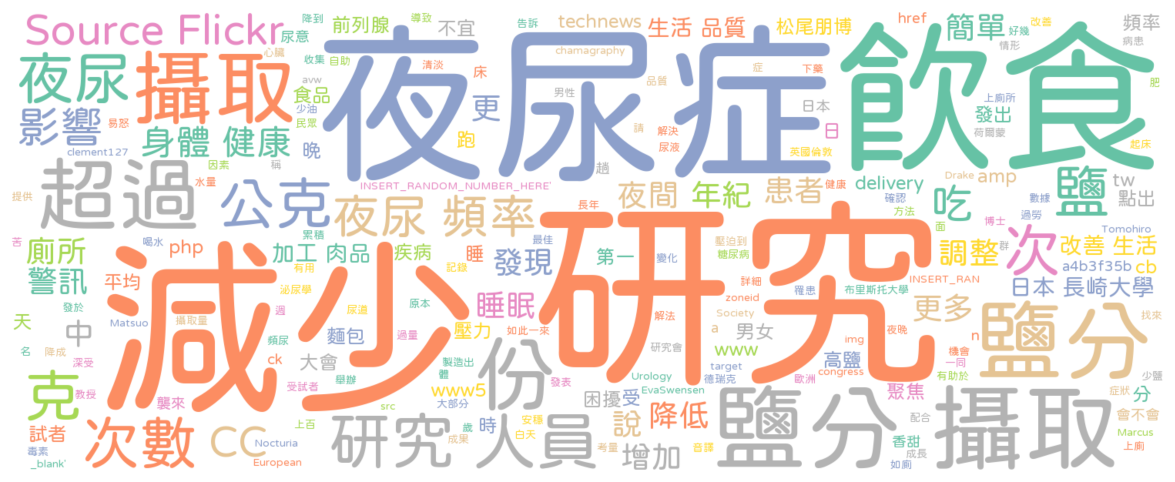 Source Flickr
降到
尿意
前列腺
導致
不宜
告訴
technews
生活 品質
松尾朋博
href
簡單
好幾
改善
情形
頻率
病患
夜尿
攝取
心臟
收集
自助
清淡
床
chamagraphy
品質
症
下藥
夜尿症
飲食
上廁所
發出
荷爾蒙
肥
影響
易怒
食品
少油
民眾
avw
更
男性
解決
尿液
請
日本
日
起床
clement127
身體 健康
因素
晚
跑
趟
英國倫敦
提供
超過
水量
稱
公克
INSERT_RANDOM_NUMBER_HERE'
夜間
年紀
患者
健康
delivery
確認
Drake
amp
吃
鹽
tw
點出
數據
苦
夜尿 頻率
長年
方法
過勞
面
博士
Tomohiro
廁所
喝水
php
累積
加工 肉品
疾病
睡
最佳
發現
第一
變化
壓迫到
糖尿病
調整
群
次
改善 生活
警訊
平均
有用
記錄
減少
研究
詳細
INSERT_RAN
a4b3f35b
cb
發於
泌尿學
睡眠
罹患
zoneid
布里斯托大學
日本 長崎大學
天
中
Matsuo
攝取量
週
尿道
原本
過量
Society
更多
找來
名
降成
頻尿
麵包
壓力
如此一來
解法
a
男女
夜晚
n
鹽分
深受
ck
大會
製造出
份
研究會
www
img
高鹽
機會
一同
克
教授
襲來
受試者
舉辦
體
www5
發表
Urology
target
德瑞克
歐洲
congress
有助於
少鹽
大部分
EvaSwensen
聚焦
症狀
分
試者
次數
CC
上百
src
歲
時
安穩
困擾
受
鹽分 攝取
配合
會不會
毒素
Nocturia
研究 人員
成果
白天
說
降低
考量
音譯
香甜
成長
Marcus
_blank'
European
增加
如廁
上廁